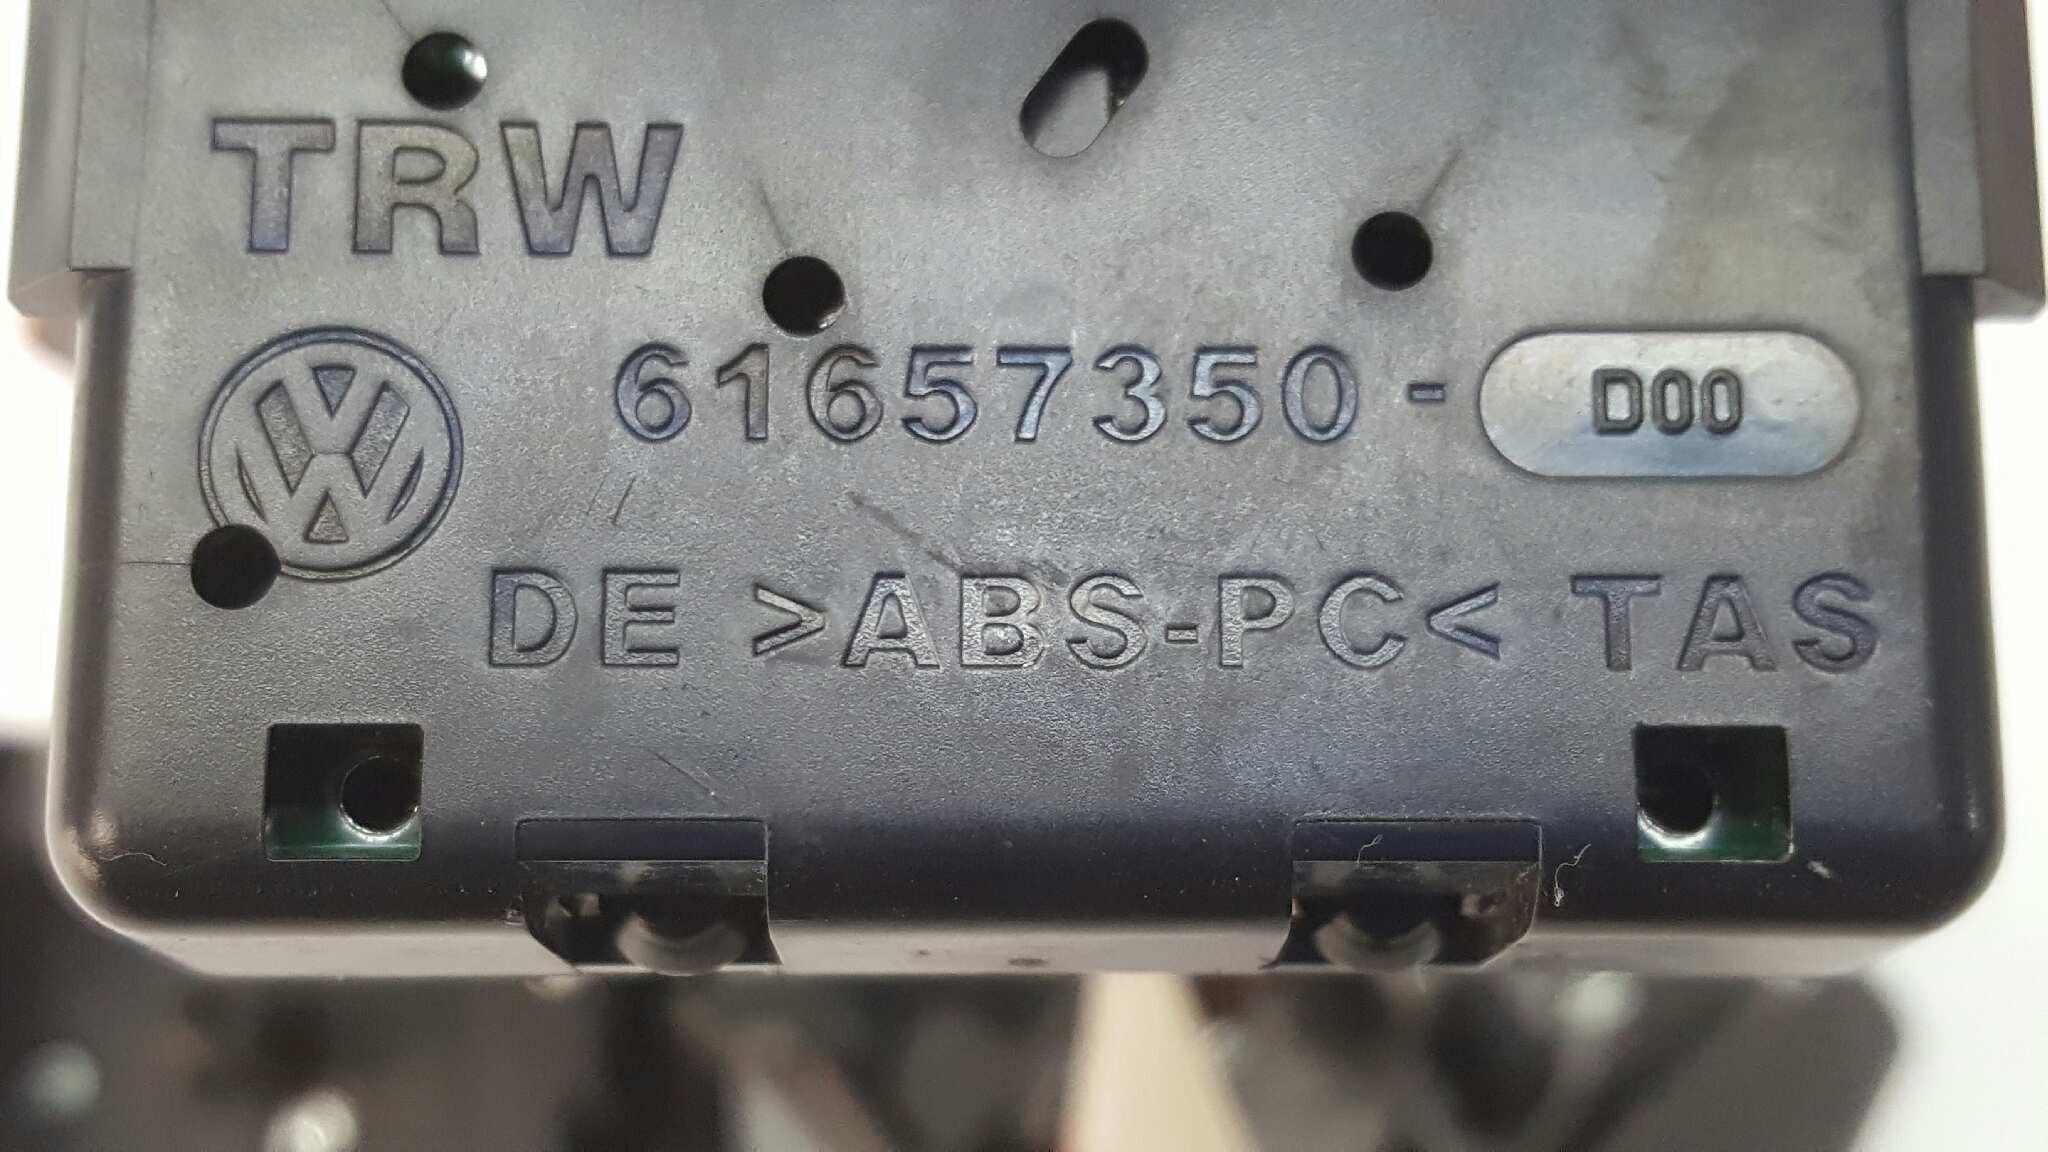 TRW
61657350-D00
DE >ABS-PC< TAS